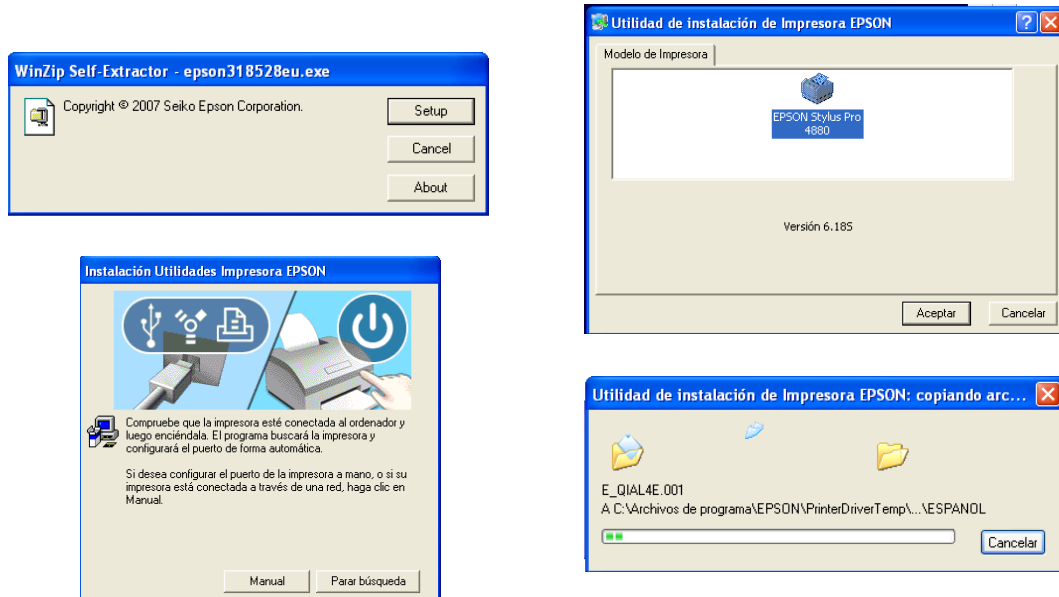 WinZip Self-Extractor - epson318528eu.exe
Copyright © 2007 Seiko Epson Corporation.
Setup
Cancel
About
Utilidad de instalación de Impresora EPSON
Modelo de Impresora
EPSON Stylus Pro
4880
Versión 6.18S
Aceptar
Cancelar
Instalación Utilidades Impresora EPSON
Compruebe que la impresora esté conectada al ordenador y
luego enciéndala. El programa buscará la impresora y
configurará el puerto de forma automática.
Si desea configurar el puerto de la impresora a mano, o si su
impresora está conectada a través de una red, haga clic en
Manual.
Manual
Parar búsqueda
Utilidad de instalación de Impresora EPSON: copiando arc...
E_QIAL4E.001
A C:\Archivos de programa\EPSON\PrinterDriverTemp\...\ESPANOL
Cancelar